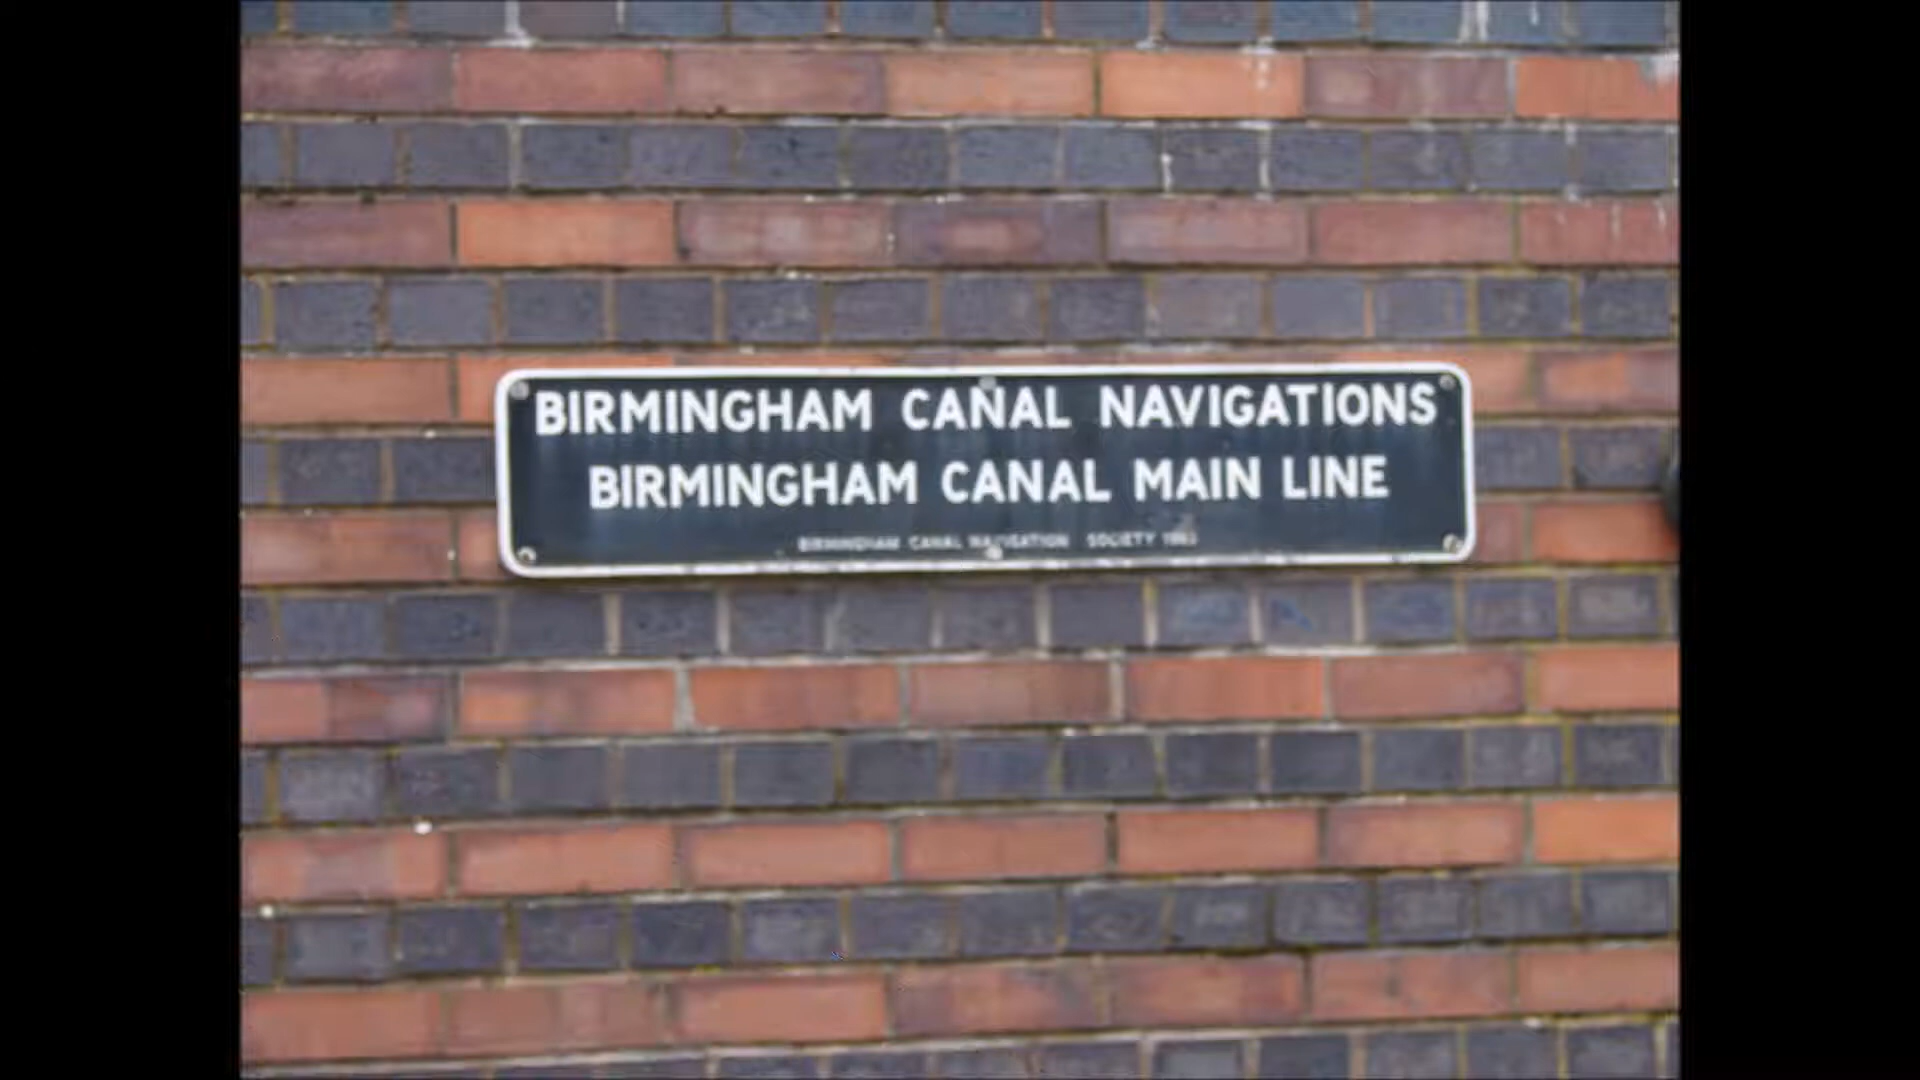 BIRMINGHAM CANAL NAVIGATIONS
BIRMINGHAM CANAL MAIN LINE
BIRMINGHAM CANAL NAVIGATION SOCIETY